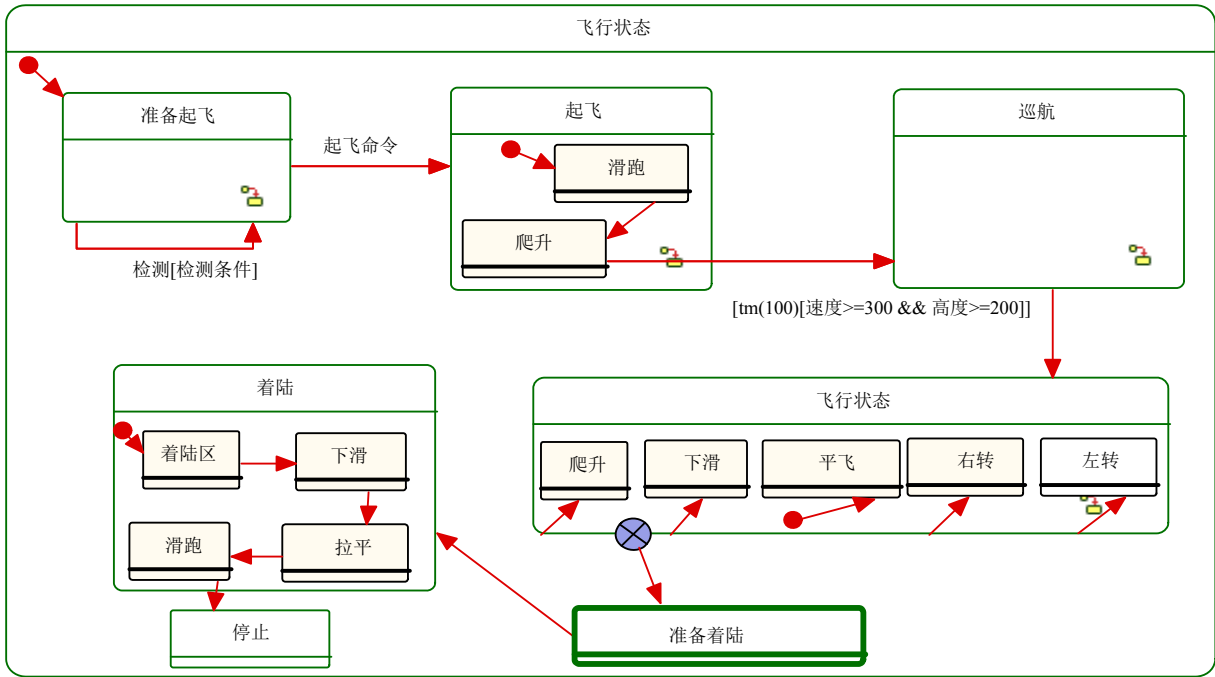 飞行状态
准备起飞
起飞
巡航
起飞命令
滑跑
爬升
检测[检测条件]
[tm(100)[速度>=300 && 高度>=200]]
着陆
飞行状态
着陆区
下滑
爬升
下滑
平飞
右转
左转
滑跑
拉平
停止
准备着陆